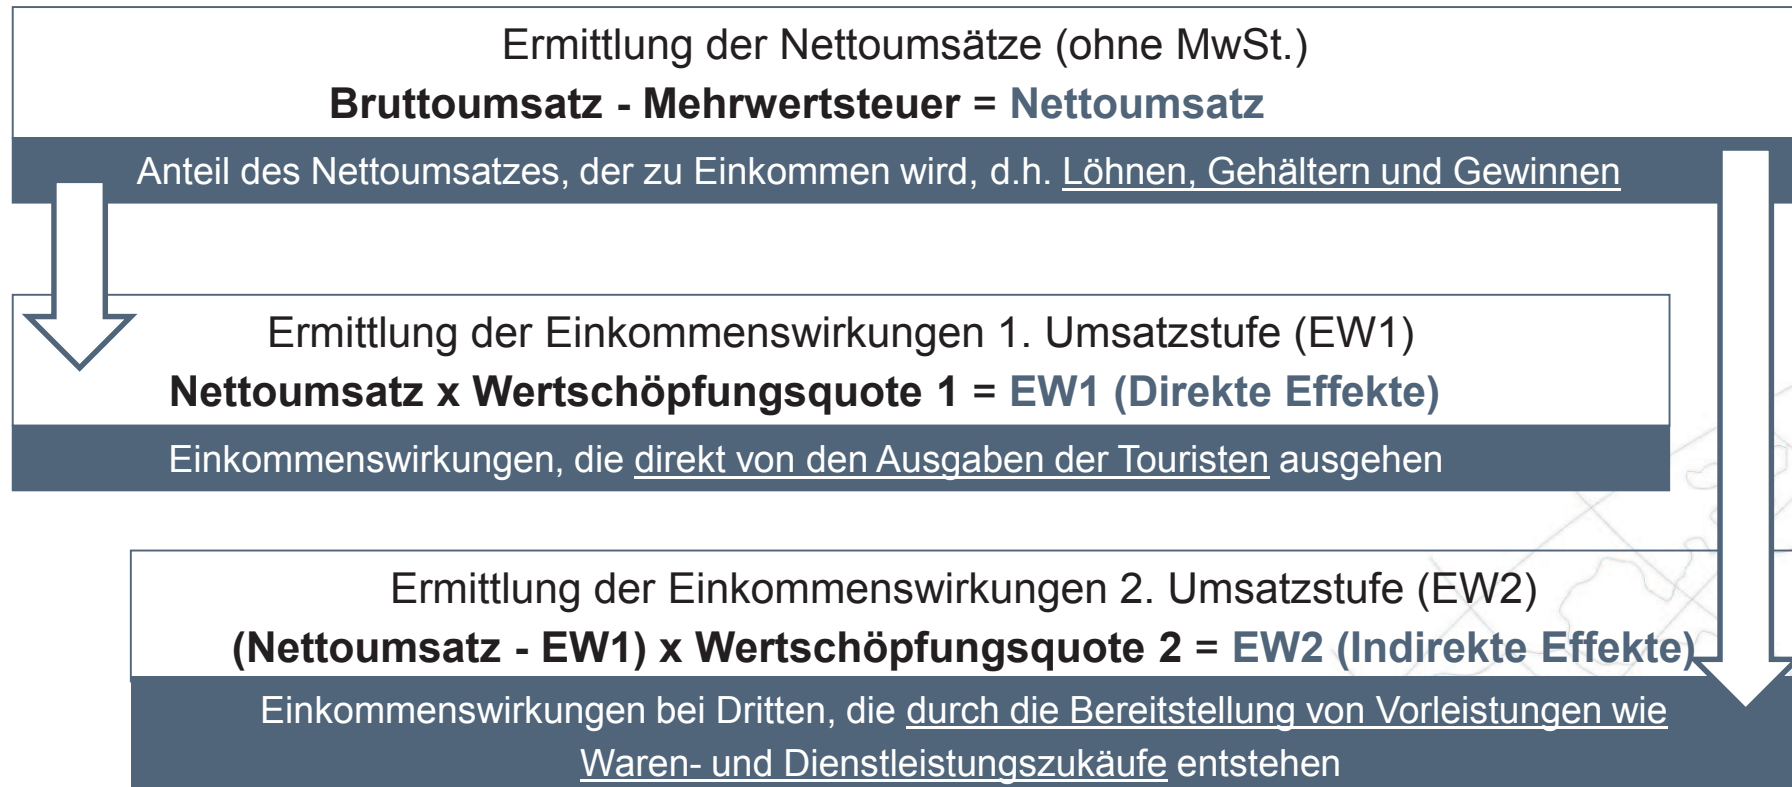 Ermittlung der Nettoumsätze (ohne MwSt.)
Bruttoumsatz - Mehrwertsteuer = Nettoumsatz
Anteil des Nettoumsatzes, der zu Einkommen wird, d.h. Löhnen, Gehältern und Gewinnen
Ermittlung der Einkommenswirkungen 1. Umsatzstufe (EW1)
Nettoumsatz x Wertschöpfungsquote 1 = EW1 (Direkte Effekte)
Einkommenswirkungen, die direkt von den Ausgaben der Touristen ausgehen
Ermittlung der Einkommenswirkungen 2. Umsatzstufe (EW2)
(Nettoumsatz - EW1) x Wertschöpfungsquote 2 = EW2 (Indirekte Effekte)
Einkommenswirkungen bei Dritten, die durch die Bereitstellung von Vorleistungen wie
Waren- und Dienstleistungszukäufe entstehen